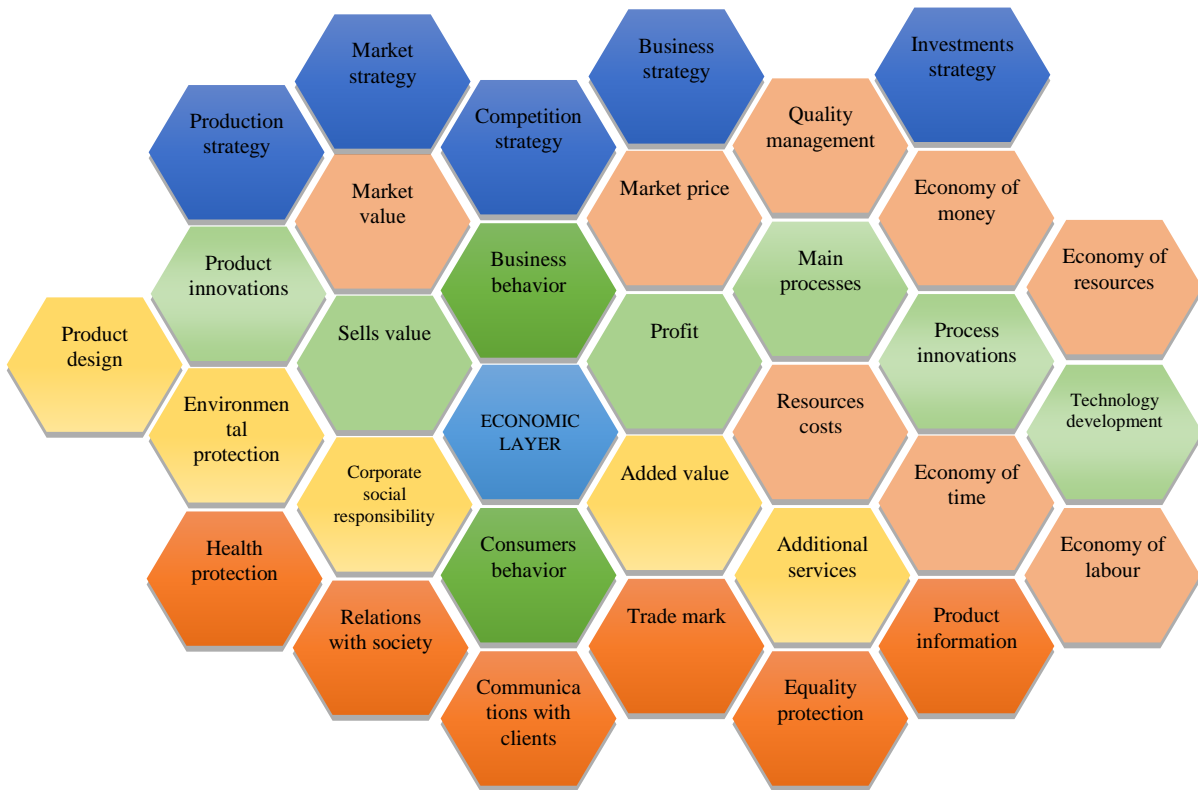 Market
strategy
Business
strategy
Investments
strategy
Production
strategy
Competition
strategy
Quality
management
Market
value
Market price
Economy
of money
Product
innovations
Business
behavior
Main
processes
Economy of
resources
Product
design
Sells value
Profit
Process
innovations
Environmen
tal
protection
ECONOMIC
LAYER
Resources
costs
Technology
development
Corporate
social
responsibility
Added value
Economy
of time
Health
protection
Consumers
behavior
Additional
services
Economy of
labour
Relations
with society
Trade mark
Product
information
Communica
tions with
clients
Equality
protection